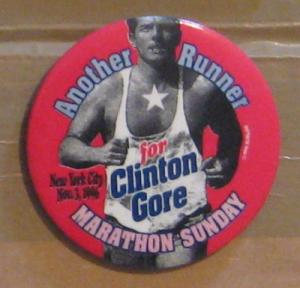 Another Runner
for
Clinton
Gore
New York City
Nov. 3, 1996
MARATHON SUNDAY